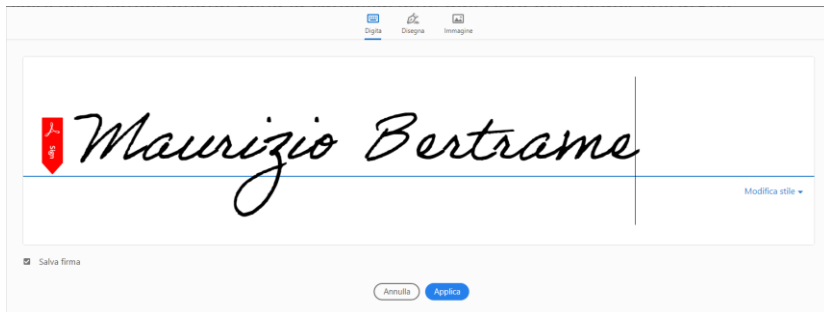 Digita Disegna Immagine
Sign
Maurizio Bertrame
Modifica stile
Salva firma
Annulla Applica